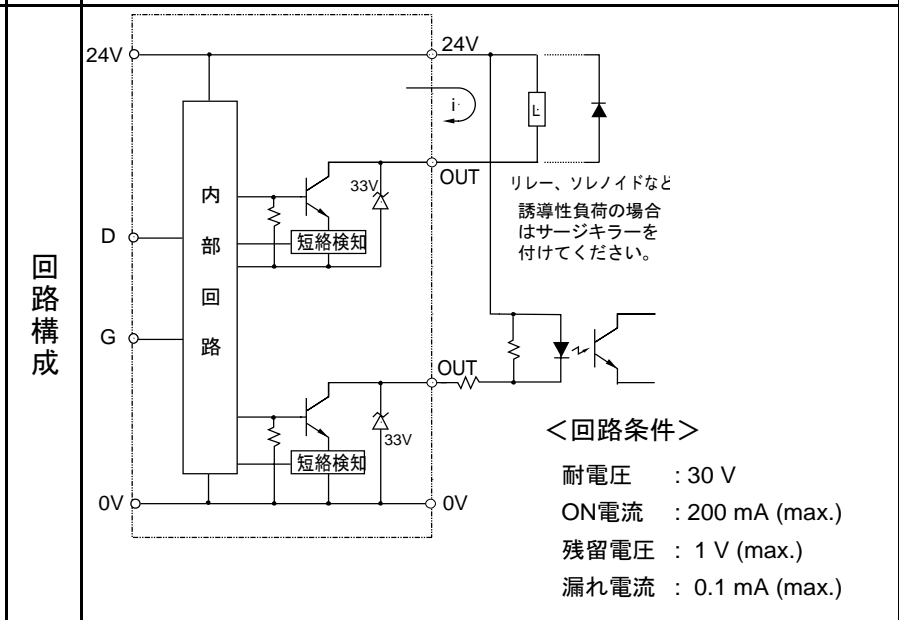 回路構成
24V
24V
i
L
OUT
33V
リレー、ソレノイドなど
誘導性負荷の場合
はサージキラーを
付けてください。
内部回路
短絡検知
D
G
OUT
33V
短絡検知
0V
0V
＜回路条件＞
耐電圧 : 30 V
ON電流 : 200 mA (max.)
残留電圧 : 1 V (max.)
漏れ電流 : 0.1 mA (max.)